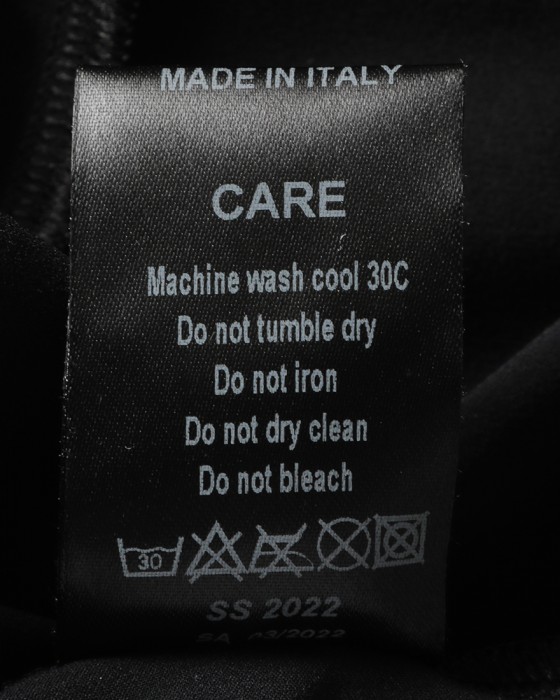 MADE IN ITALY
CARE
Machine wash cool 30C
Do not tumble dry
Do not iron
Do not dry clean
Do not bleach
30
SS 2022